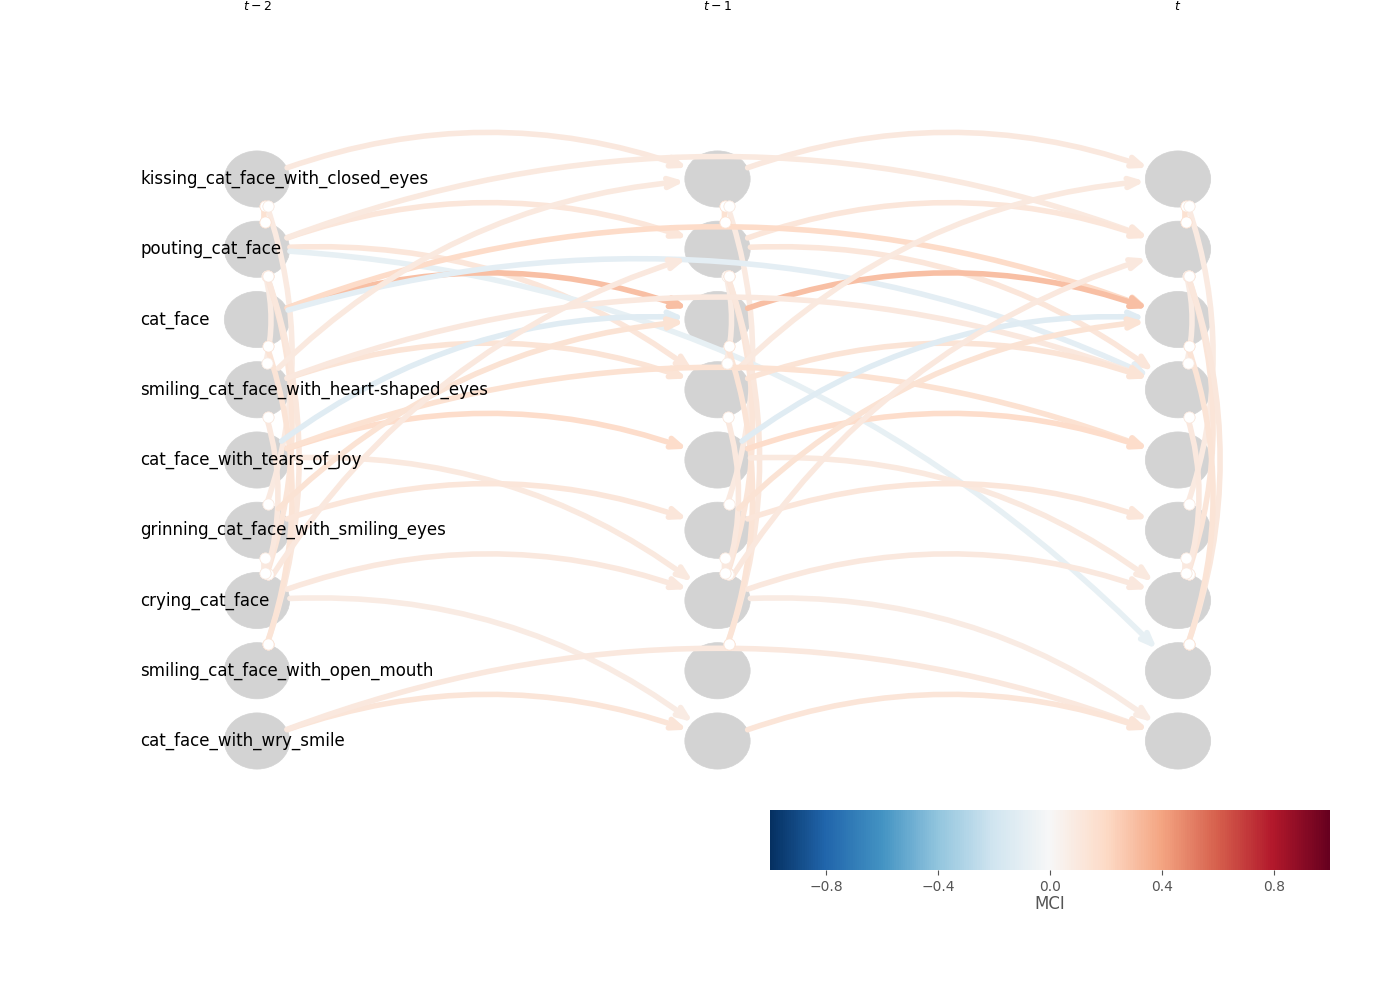 t − 2 t − 1 t
kissing_cat_face_with_closed_eyes
pouting_cat_face
cat_face
smiling_cat_face_with_heart-shaped_eyes
cat_face_with_tears_of_joy
grinning_cat_face_with_smiling_eyes
crying_cat_face
smiling_cat_face_with_open_mouth
cat_face_with_wry_smile
−0.8 −0.4 0.0 0.4 0.8
MCI